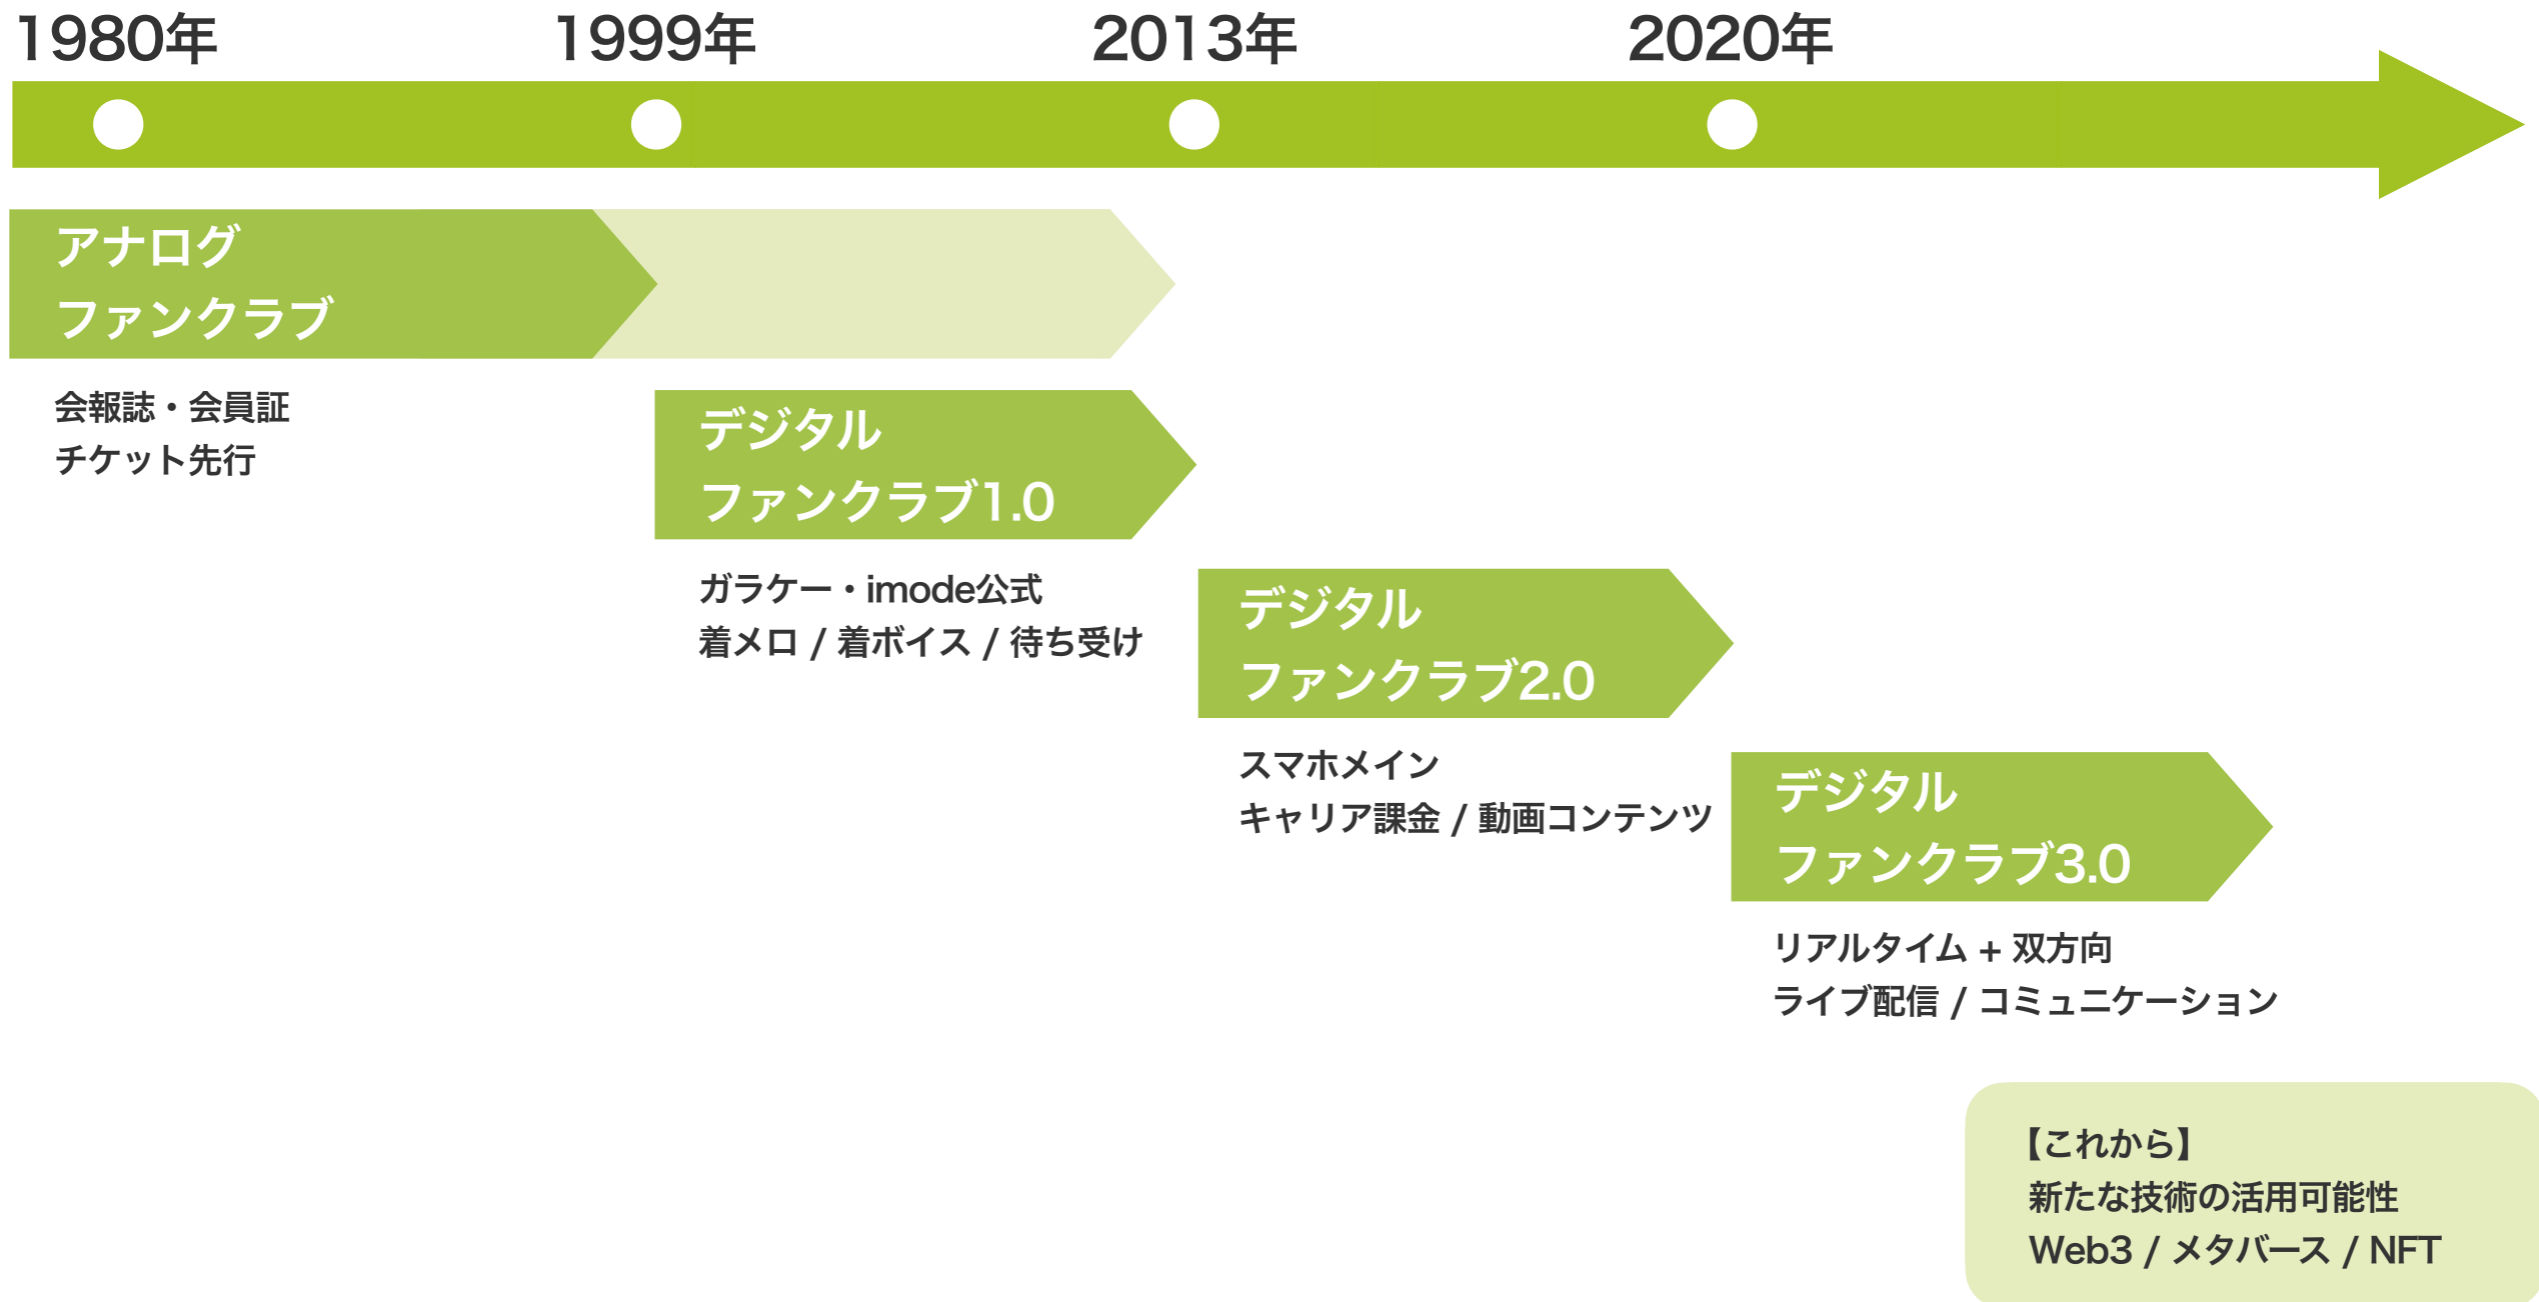 1980年
1999年
2013年
2020年
アナログ
ファンクラブ
会報誌・会員証
チケット先行
デジタル
ファンクラブ1.0
ガラケー・imode公式
着メロ / 着ボイス / 待ち受け
デジタル
ファンクラブ2.0
スマホメイン
キャリア課金 / 動画コンテンツ
デジタル
ファンクラブ3.0
リアルタイム + 双方向
ライブ配信 / コミュニケーション
【これから】
新たな技術の活用可能性
Web3 / メタバース / NFT